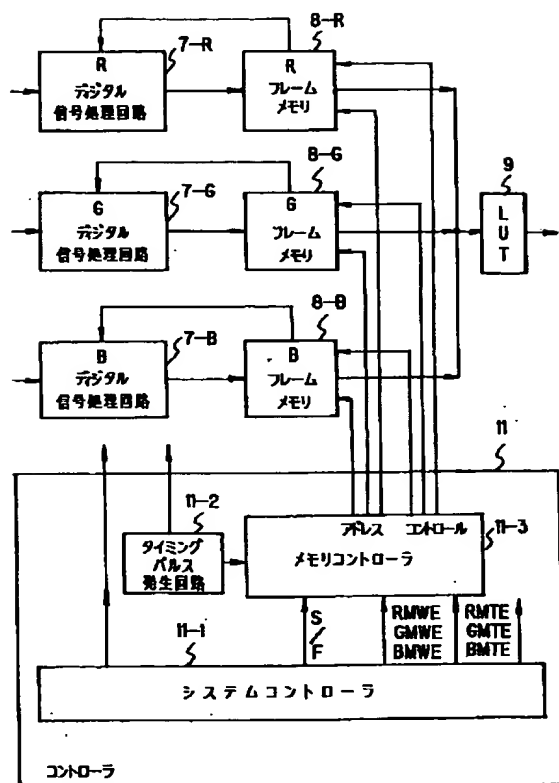 8-R
7-R
R
ディジタル
信号処理回路
R
フレーム
メモリ
8-G
7-G
G
ディジタル
信号処理回路
G
フレーム
メモリ
9
L
U
T
8-B
7-B
B
ディジタル
信号処理回路
B
フレーム
メモリ
11
11-2
タイミング
パルス
発生回路
アドレス コントロール
メモリコントローラ
11-3
11-1
S/F
RMWE
GMWE
BMWE
RMTE
GMTE
BMTE
システムコントローラ
コントローラ